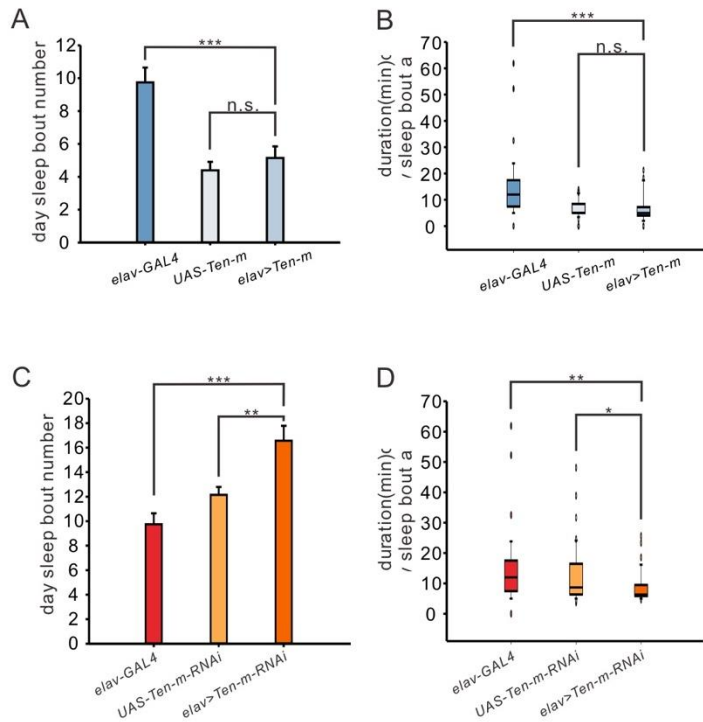 A
day sleep bout number
12
10
8
6
4
2
0
***
n.s.
elav-GAL4
UAS-Ten-m
elav>Ten-m
B
duration(min)c
/ sleep bout a
70
60
50
40
30
20
10
0
***
n.s.
elav-GAL4
UAS-Ten-m
elav>Ten-m
C
day sleep bout number
20
18
16
14
12
10
8
6
4
2
0
***
**
elav-GAL4
UAS-Ten-m-RNAi
elav>Ten-m-RNAi
D
duration(min)c
/ sleep bout a
70
60
50
40
30
20
10
0
**
*
elav-GAL4
UAS-Ten-m-RNAi
elav>Ten-m-RNAi